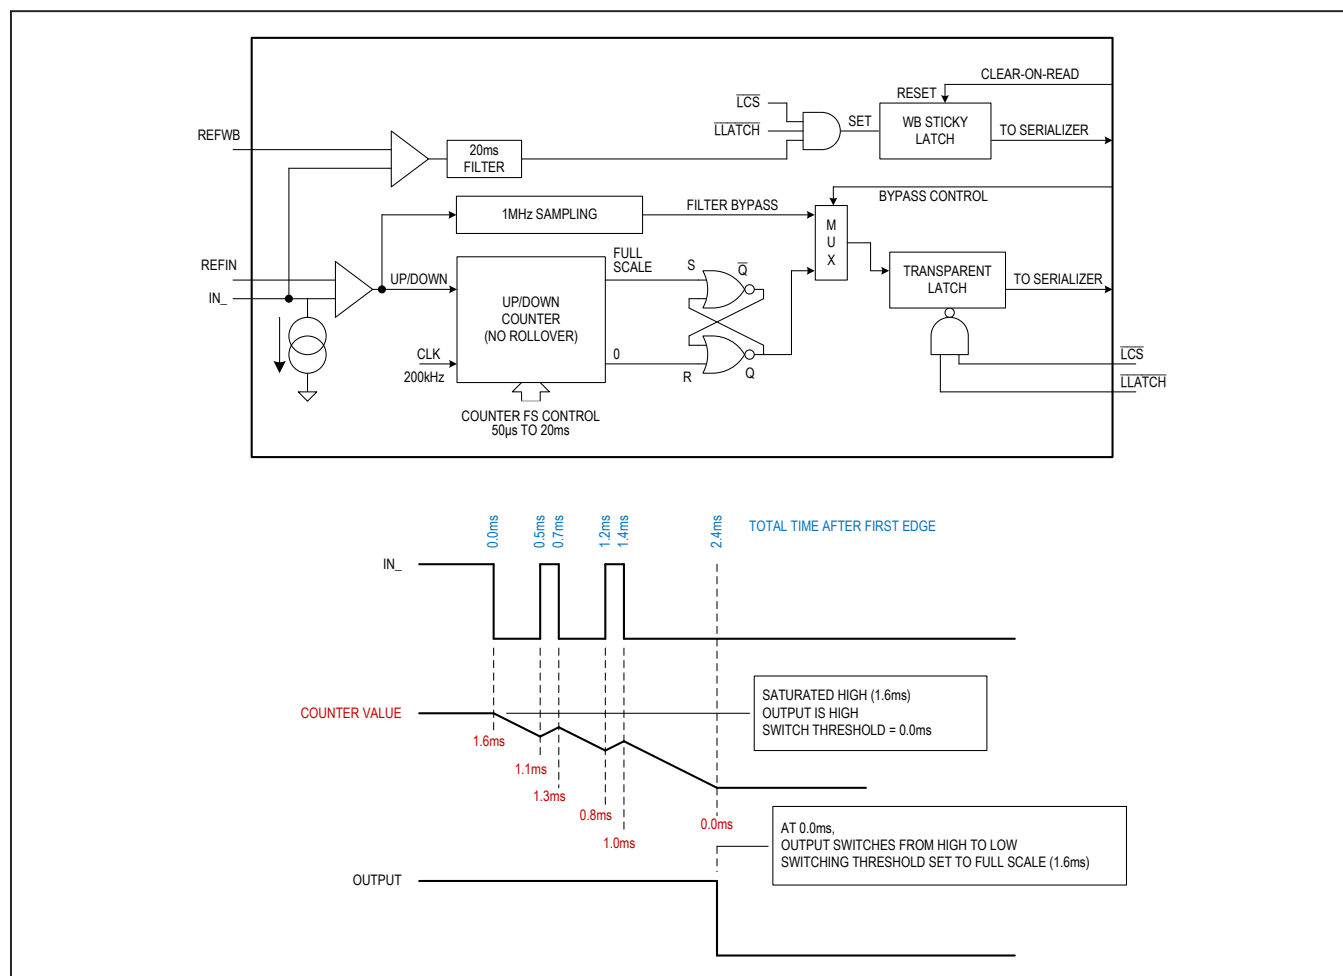 CLEAR-ON-READ
RESET
LCS
LLATCH
SET
WB STICKY
LATCH
TO SERIALIZER
REFWB
20ms
FILTER
BYPASS CONTROL
1MHz SAMPLING
FILTER BYPASS
M
U
X
REFIN
IN_
UP/DOWN
FULL
SCALE
S
Q
UP/DOWN
COUNTER
(NO ROLLOVER)
TRANSPARENT
LATCH
TO SERIALIZER
CLK
200kHz
0
R
Q
LCS
LLATCH
COUNTER FS CONTROL
50µs TO 20ms
0.0ms
0.5ms
0.7ms
1.2ms
1.4ms
2.4ms
TOTAL TIME AFTER FIRST EDGE
IN_
COUNTER VALUE
SATURATED HIGH (1.6ms)
OUTPUT IS HIGH
SWITCH THRESHOLD = 0.0ms
1.6ms
1.1ms
1.3ms
0.8ms
1.0ms
0.0ms
AT 0.0ms,
OUTPUT SWITCHES FROM HIGH TO LOW
SWITCHING THRESHOLD SET TO FULL SCALE (1.6ms)
OUTPUT